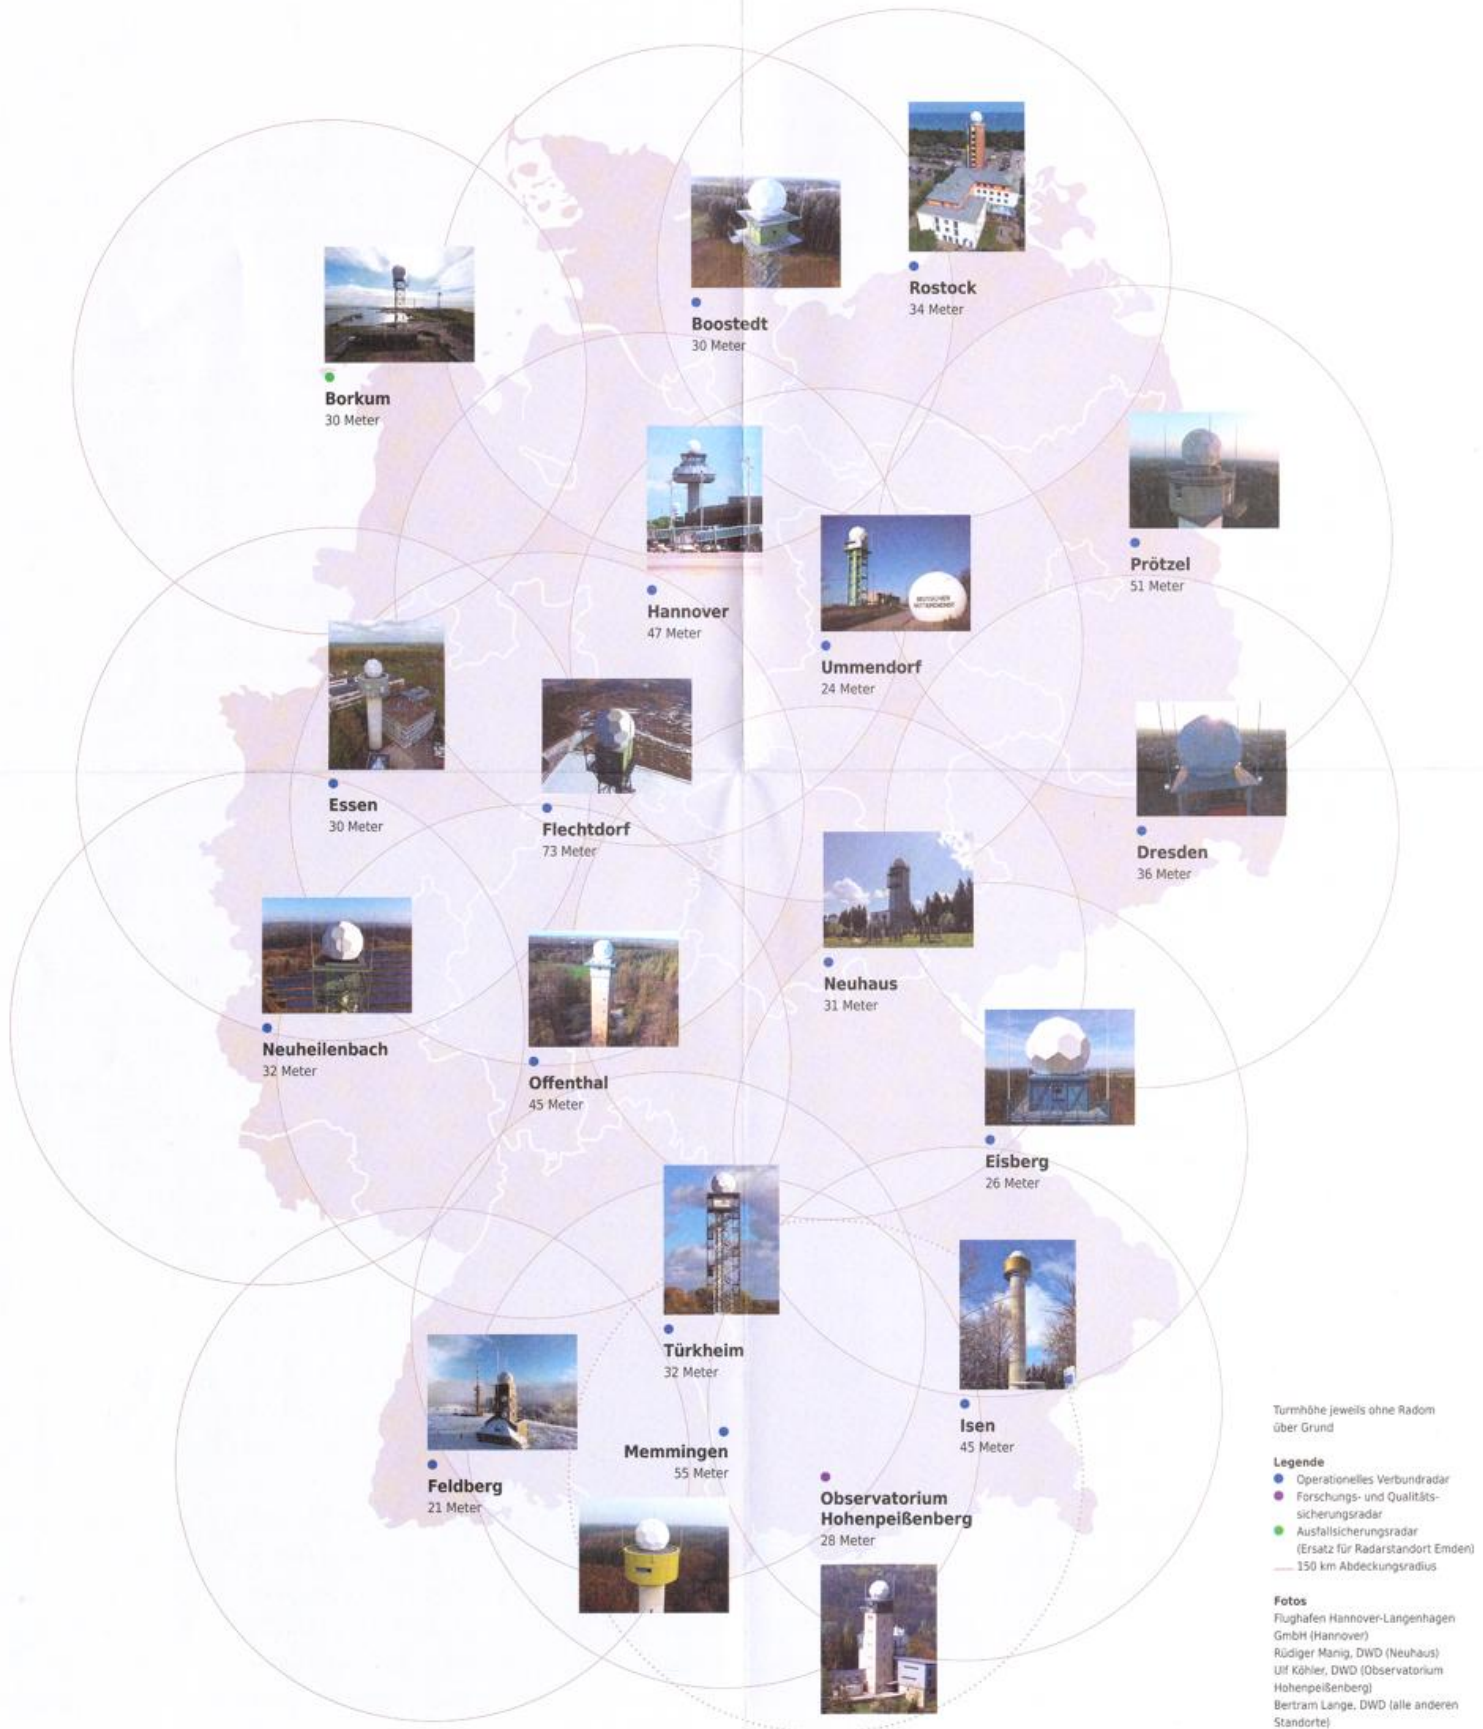 Rostock
34 Meter
Boostedt
30 Meter
Borkum
30 Meter
Prötzel
51 Meter
Hannover
47 Meter
DEUTSCHER
WETTERDIENST
Ummendorf
24 Meter
Essen
30 Meter
Flechtdorf
73 Meter
Dresden
36 Meter
Neuhaus
31 Meter
Neuheilenbach
32 Meter
Offenthal
45 Meter
Eisberg
26 Meter
Türkheim
32 Meter
Isen
45 Meter
Memmingen
55 Meter
Feldberg
21 Meter
Observatorium
Hohenpeißenberg
28 Meter
Turmhöhe jeweils ohne Radom
über Grund
Legende
Operationelles Verbundradar
Forschungs- und Qualitäts-
sicherungsradar
Ausfallsicherungsradar
(Ersatz für Radarstandort Emden)
150 km Abdeckungsradius
Fotos
Flughafen Hannover-Langenhagen
GmbH (Hannover)
Rüdiger Manig, DWD (Neuhaus)
Ulf Köhler, DWD (Observatorium
Hohenpeißenberg)
Bertram Lange, DWD (alle anderen
Standorte)